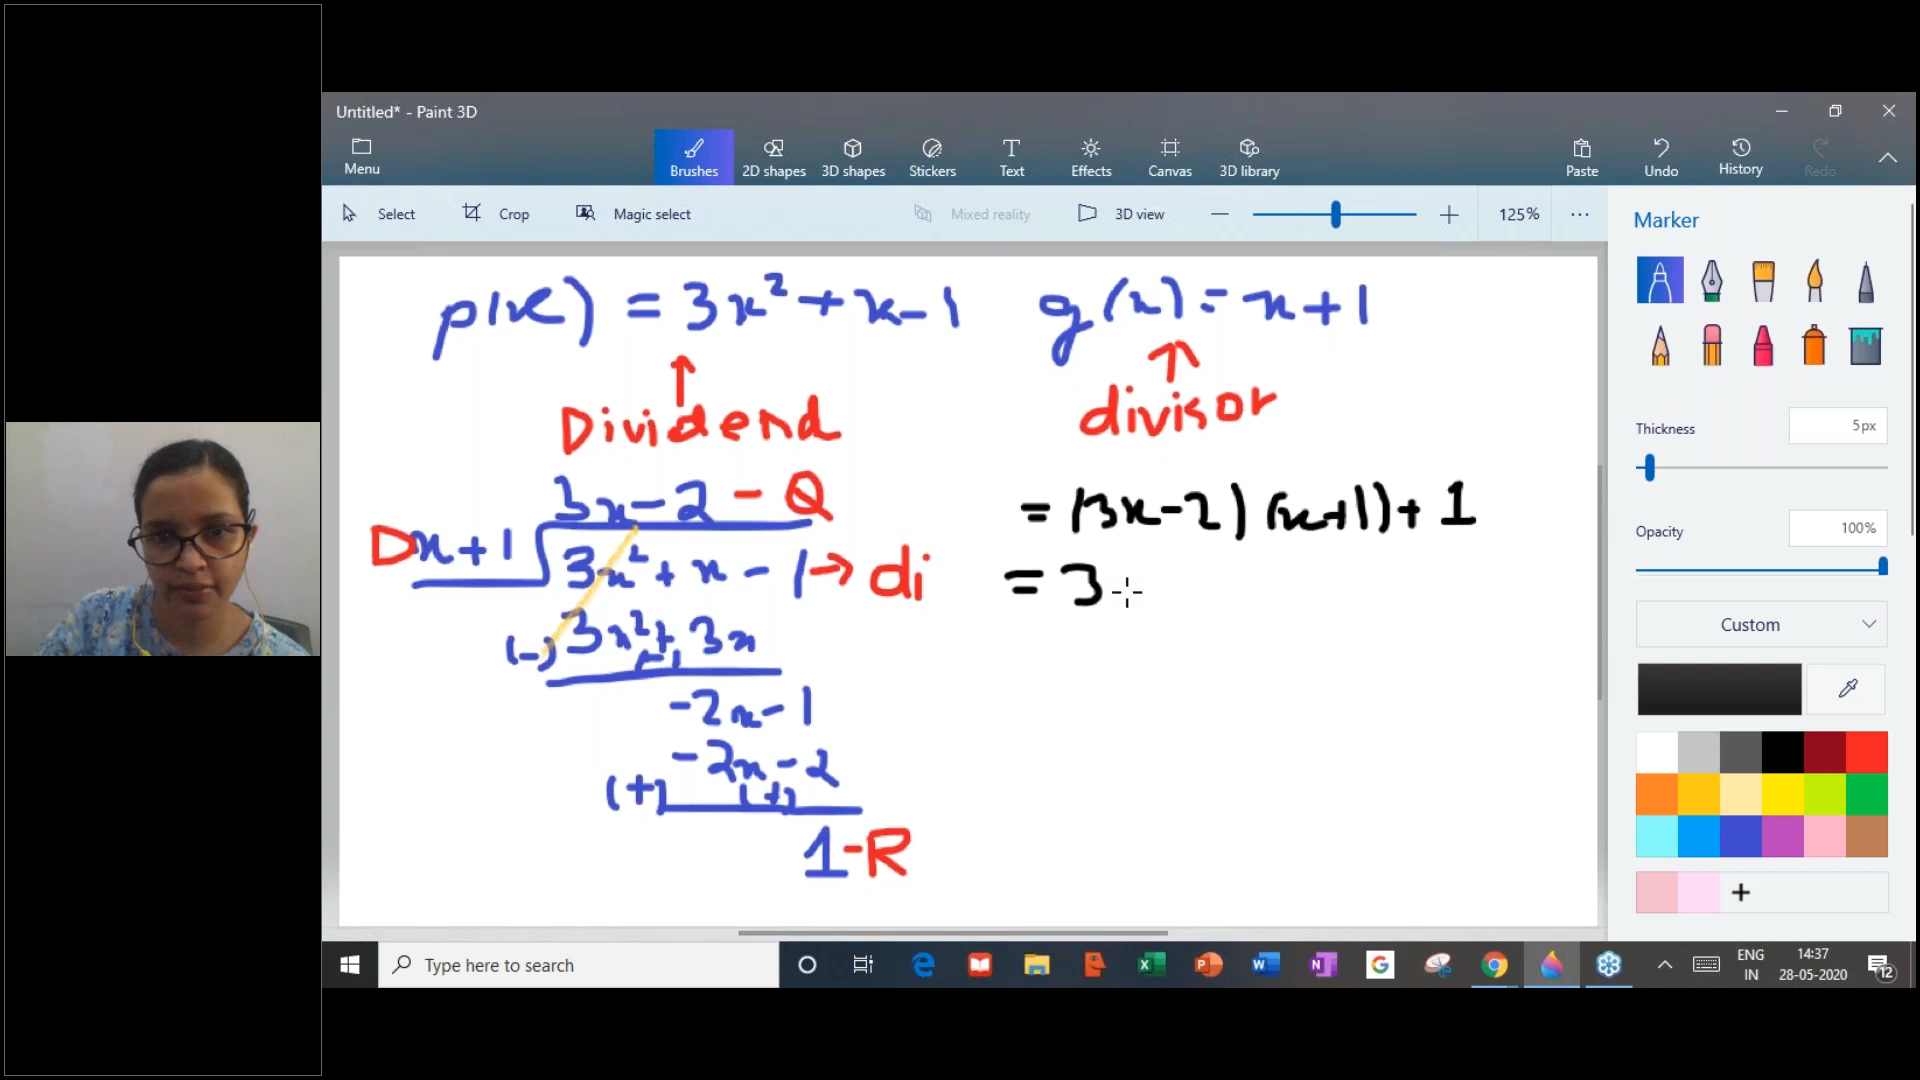 Untitled* - Paint 3D
Menu Brushes 2D shapes 3D shapes Stickers Text Effects Canvas 3D library Paste Undo History Redo
Select Crop Magic select Mixed reality 3D view 125%
Marker
Thickness 5px
Opacity 100%
Custom
p(x) = 3x² + x - 1 g(x) = x + 1
Dividend divisor
3x - 2 - Q
D x + 1 3x² + x - 1 → di
(-) 3x² + 3x
(-)
-2x - 1
-2x - 2
(+) (+)
1 - R
= (3x - 2) (x + 1) + 1
= 3
Type here to search
ENG
IN
14:37
28-05-2020
12